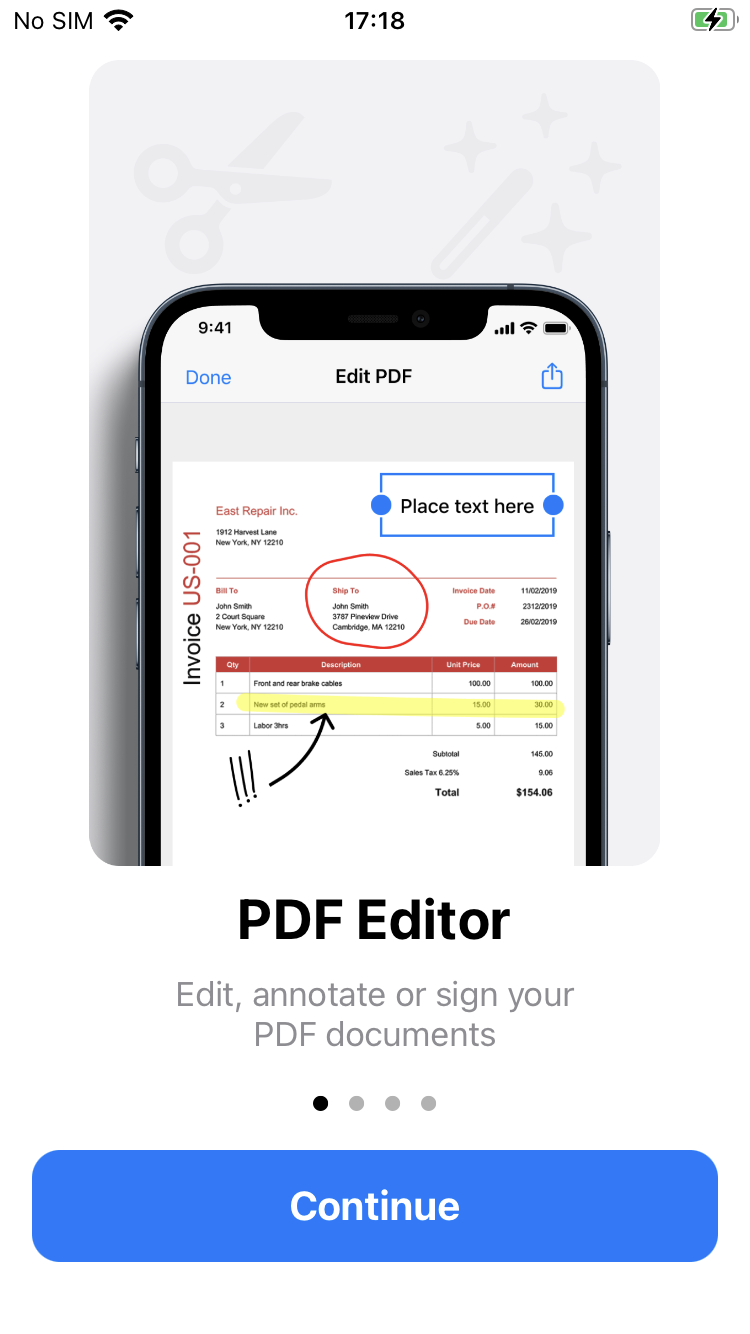 No SIM 17:18
9:41
Done Edit PDF
Place text here
East Repair Inc.
1912 Harvest Lane
New York, NY 12210
Invoice US-001
Bill To Ship To Invoice Date 11/02/2019
John Smith John Smith P.O.# 2312/2019
2 Court Square 3787 Pineview Drive Due Date 26/02/2019
New York, NY 12210 Cambridge, MA 12210
Qty Description Unit Price Amount
1 Front and rear brake cables 100.00 100.00
2 New set of pedal arms 15.00 30.00
3 Labor 3hrs 5.00 15.00
Subtotal 145.00
Sales Tax 6.25% 9.06
Total $154.06
!!!
PDF Editor
Edit, annotate or sign your
PDF documents
Continue